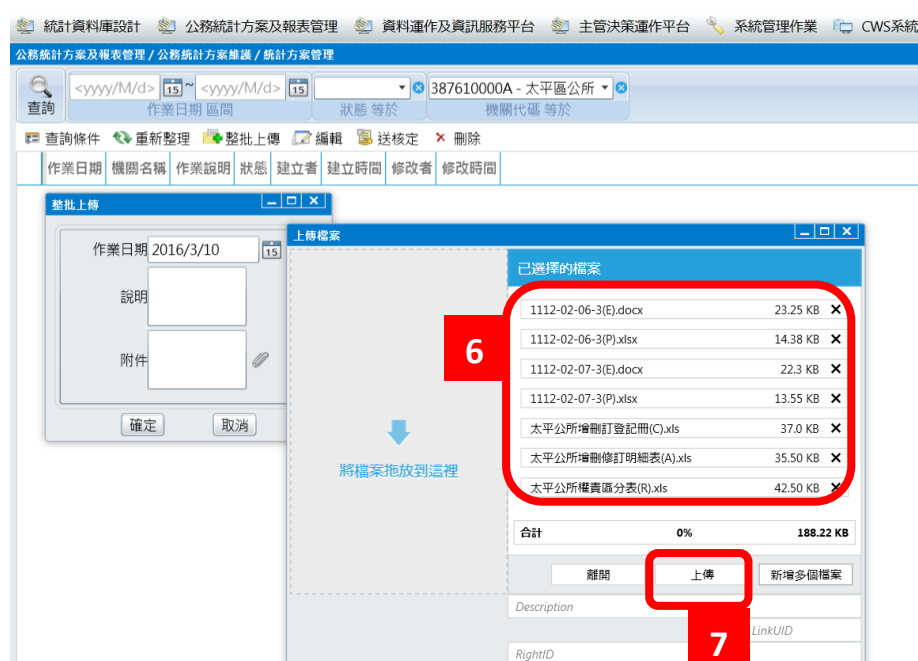 統計資料庫設計 公務統計方案及報表管理 資料運作及資訊服務平台 主管決策運作平台 系統管理作業 CWS系統
公務統計方案及報表管理 / 公務統計方案維護 / 統計方案管理
<yyyy/M/d> 15 ~ <yyyy/M/d> 15 387610000A - 太平區公所
查詢 作業日期 區間 狀態 等於 機關代碼 等於
查詢條件 重新整理 整批上傳 編輯 送核定 刪除
作業日期 機關名稱 作業說明 狀態 建立者 建立時間 修改者 修改時間
整批上傳
作業日期 2016/3/10 15
說明
附件
確定 取消
上傳檔案
將檔案拖放到這裡
已選擇的檔案
6
1112-02-06-3(E).docx 23.25 KB
1112-02-06-3(P).xlsx 14.38 KB
1112-02-07-3(E).docx 22.3 KB
1112-02-07-3(P).xlsx 13.55 KB
太平公所增刪訂登記冊(C).xls 37.0 KB
太平公所增刪修訂明細表(A).xls 35.50 KB
太平公所權責區分表(R).xls 42.50 KB
合計 0% 188.22 KB
離開 上傳 新增多個檔案
Description
7
LinkUID
RightID